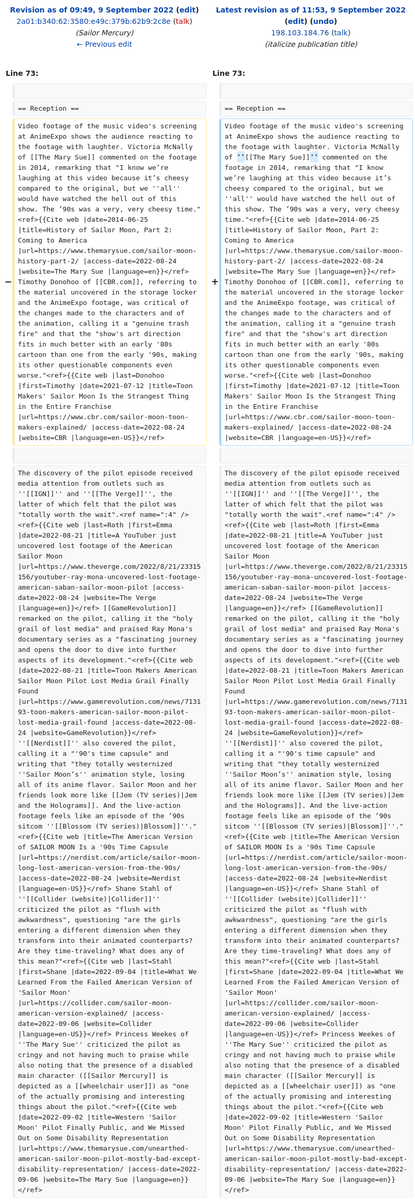 Revision as of 09:49, 9 September 2022 (edit)
2a01:b340:62:3580:e49c:379b:62b9:2c8e (talk)
(Sailor Mercury)
← Previous edit
Line 73:
== Reception ==
−
Video footage of the music video's screening
at AnimeExpo shows the audience reacting to
the footage with laughter. Victoria McNally
of [[The Mary Sue]] commented on the footage
in 2014, remarking that "I know we’re
laughing at this video because it’s cheesy
compared to the original, but we ''all''
would have watched the hell out of this
show. The ‘90s was a very, very cheesy time."
<ref>{{Cite web |date=2014-06-25
|title=History of Sailor Moon, Part 2:
Coming to America
|url=https://www.themarysue.com/sailor-moon-
history-part-2/ |access-date=2022-08-24
|website=The Mary Sue |language=en}}</ref>
Timothy Donohoo of [[CBR.com]], referring to
the material uncovered in the storage locker
and the AnimeExpo footage, was critical of
the changes made to the characters and of
the animation, calling it a "genuine trash
fire" and that the "show's art direction
fits in much better with an early '80s
cartoon than one from the early '90s, making
its other questionable components even
worse."<ref>{{Cite web |last=Donohoo
|first=Timothy |date=2021-07-12 |title=Toon
Makers' Sailor Moon Is the Strangest Thing
in the Entire Franchise
|url=https://www.cbr.com/sailor-moon-toon-
makers-explained/ |access-date=2022-08-24
|website=CBR |language=en-US}}</ref>
The discovery of the pilot episode received
media attention from outlets such as
''[[IGN]]'' and ''[[The Verge]]'', the
latter of which felt that the pilot was
"totally worth the wait".<ref name=":4" />
<ref>{{Cite web |last=Roth |first=Emma
|date=2022-08-21 |title=A YouTuber just
uncovered lost footage of the American
Sailor Moon
|url=https://www.theverge.com/2022/8/21/23315
156/youtuber-ray-mona-uncovered-lost-footage-
american-saban-sailor-moon-pilot |access-
date=2022-08-24 |website=The Verge
|language=en}}</ref> [[GameRevolution]]
remarked on the pilot, calling it the "holy
grail of lost media" and praised Ray Mona's
documentary series as a "fascinating journey
and opens the door to dive into further
aspects of its development."<ref>{{Cite web
|date=2022-08-21 |title=Toon Makers American
Sailor Moon Pilot Lost Media Grail Finally
Found
|url=https://www.gamerevolution.com/news/7131
93-toon-makers-american-sailor-moon-pilot-
lost-media-grail-found |access-date=2022-08-
24 |website=GameRevolution}}</ref>
''[[Nerdist]]'' also covered the pilot,
calling it a "'90's time capsule" and
writing that "they totally westernized
''Sailor Moon’s'' animation style, losing
all of its anime flavor. Sailor Moon and her
friends look more like [[Jem (TV series)|Jem
and the Holograms]]. And the live-action
footage feels like an episode of the ’90s
sitcom ''[[Blossom (TV series)|Blossom]]''."
<ref>{{Cite web |title=The American Version
of SAILOR MOON Is a '90s Time Capsule
|url=https://nerdist.com/article/sailor-moon-
long-lost-american-version-from-the-90s/
|access-date=2022-08-24 |website=Nerdist
|language=en-US}}</ref> Shane Stahl of
''[[Collider (website)|Collider]]''
criticized the pilot as "flush with
awkwardness", questioning "are the girls
entering a different dimension when they
transform into their animated counterparts?
Are they time-traveling? What does any of
this mean?"<ref>{{Cite web |last=Stahl
|first=Shane |date=2022-09-04 |title=What We
Learned From the Failed American Version of
'Sailor Moon'
|url=https://collider.com/sailor-moon-
american-version-explained/ |access-
date=2022-09-06 |website=Collider
|language=en-US}}</ref> Princess Weekes of
''The Mary Sue'' criticized the pilot as
cringy and not having much to praise while
also noting that the presence of a disabled
main character ([[Sailor Mercury]] is
depicted as a [[wheelchair user]]) as "one
of the actually promising and interesting
things about the pilot."<ref>{{Cite web
|date=2022-09-02 |title=Western 'Sailor
Moon' Pilot Finally Public, and We Missed
Out on Some Disability Representation
|url=https://www.themarysue.com/unearthed-
american-sailor-moon-pilot-mostly-bad-except-
disability-representation/ |access-date=2022-
09-06 |website=The Mary Sue |language=en}}
</ref>
Latest revision as of 11:53, 9 September 2022
(edit) (undo)
198.103.184.76 (talk)
(italicize publication title)
Line 73:
== Reception ==
+
Video footage of the music video's screening
at AnimeExpo shows the audience reacting to
the footage with laughter. Victoria McNally
of ''[[The Mary Sue]]'' commented on the
footage in 2014, remarking that "I know
we’re laughing at this video because it’s
cheesy compared to the original, but we
''all'' would have watched the hell out of
this show. The ‘90s was a very, very cheesy
time."<ref>{{Cite web |date=2014-06-25
|title=History of Sailor Moon, Part 2:
Coming to America
|url=https://www.themarysue.com/sailor-moon-
history-part-2/ |access-date=2022-08-24
|website=The Mary Sue |language=en}}</ref>
Timothy Donohoo of [[CBR.com]], referring to
the material uncovered in the storage locker
and the AnimeExpo footage, was critical of
the changes made to the characters and of
the animation, calling it a "genuine trash
fire" and that the "show's art direction
fits in much better with an early '80s
cartoon than one from the early '90s, making
its other questionable components even
worse."<ref>{{Cite web |last=Donohoo
|first=Timothy |date=2021-07-12 |title=Toon
Makers' Sailor Moon Is the Strangest Thing
in the Entire Franchise
|url=https://www.cbr.com/sailor-moon-toon-
makers-explained/ |access-date=2022-08-24
|website=CBR |language=en-US}}</ref>
The discovery of the pilot episode received
media attention from outlets such as
''[[IGN]]'' and ''[[The Verge]]'', the
latter of which felt that the pilot was
"totally worth the wait".<ref name=":4" />
<ref>{{Cite web |last=Roth |first=Emma
|date=2022-08-21 |title=A YouTuber just
uncovered lost footage of the American
Sailor Moon
|url=https://www.theverge.com/2022/8/21/23315
156/youtuber-ray-mona-uncovered-lost-footage-
american-saban-sailor-moon-pilot |access-
date=2022-08-24 |website=The Verge
|language=en}}</ref> [[GameRevolution]]
remarked on the pilot, calling it the "holy
grail of lost media" and praised Ray Mona's
documentary series as a "fascinating journey
and opens the door to dive into further
aspects of its development."<ref>{{Cite web
|date=2022-08-21 |title=Toon Makers American
Sailor Moon Pilot Lost Media Grail Finally
Found
|url=https://www.gamerevolution.com/news/7131
93-toon-makers-american-sailor-moon-pilot-
lost-media-grail-found |access-date=2022-08-
24 |website=GameRevolution}}</ref>
''[[Nerdist]]'' also covered the pilot,
calling it a "'90's time capsule" and
writing that "they totally westernized
''Sailor Moon’s'' animation style, losing
all of its anime flavor. Sailor Moon and her
friends look more like [[Jem (TV series)|Jem
and the Holograms]]. And the live-action
footage feels like an episode of the ’90s
sitcom ''[[Blossom (TV series)|Blossom]]''."
<ref>{{Cite web |title=The American Version
of SAILOR MOON Is a '90s Time Capsule
|url=https://nerdist.com/article/sailor-moon-
long-lost-american-version-from-the-90s/
|access-date=2022-08-24 |website=Nerdist
|language=en-US}}</ref> Shane Stahl of
''[[Collider (website)|Collider]]''
criticized the pilot as "flush with
awkwardness", questioning "are the girls
entering a different dimension when they
transform into their animated counterparts?
Are they time-traveling? What does any of
this mean?"<ref>{{Cite web |last=Stahl
|first=Shane |date=2022-09-04 |title=What We
Learned From the Failed American Version of
'Sailor Moon'
|url=https://collider.com/sailor-moon-
american-version-explained/ |access-
date=2022-09-06 |website=Collider
|language=en-US}}</ref> Princess Weekes of
''The Mary Sue'' criticized the pilot as
cringy and not having much to praise while
also noting that the presence of a disabled
main character ([[Sailor Mercury]] is
depicted as a [[wheelchair user]]) as "one
of the actually promising and interesting
things about the pilot."<ref>{{Cite web
|date=2022-09-02 |title=Western 'Sailor
Moon' Pilot Finally Public, and We Missed
Out on Some Disability Representation
|url=https://www.themarysue.com/unearthed-
american-sailor-moon-pilot-mostly-bad-except-
disability-representation/ |access-date=2022-
09-06 |website=The Mary Sue |language=en}}
</ref>